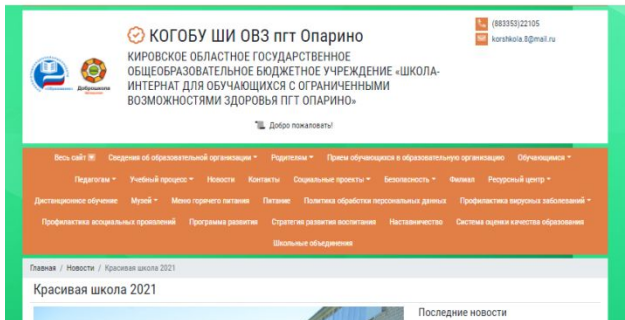 КОГОБУ ШИ ОВЗ пгт Опарино
(883353)22105
korshkola.8@mail.ru
КИРОВСКОЕ ОБЛАСТНОЕ ГОСУДАРСТВЕННОЕ
ОБЩЕОБРАЗОВАТЕЛЬНОЕ БЮДЖЕТНОЕ УЧРЕЖДЕНИЕ «ШКОЛА-
ИНТЕРНАТ ДЛЯ ОБУЧАЮЩИХСЯ С ОГРАНИЧЕННЫМИ
ВОЗМОЖНОСТЯМИ ЗДОРОВЬЯ ПГТ ОПАРИНО»
Доброшкола
Добро пожаловать!
Весь сайт Сведения об образовательной организации Родителям Прием обучающихся в образовательную организацию Обучающимся
Педагогам Учебный процесс Новости Контакты Социальные проекты Безопасность Филиал Ресурсный центр
Дистанционное обучение Музей Меню горячего питания Питание Политика обработки персональных данных Профилактика вирусных заболеваний
Профилактика асоциальных проявлений Программа развития Стратегия развития воспитания Наставничество Система оценки качества образования
Школьные объединения
Главная / Новости / Красивая школа 2021
Красивая школа 2021
Последние новости